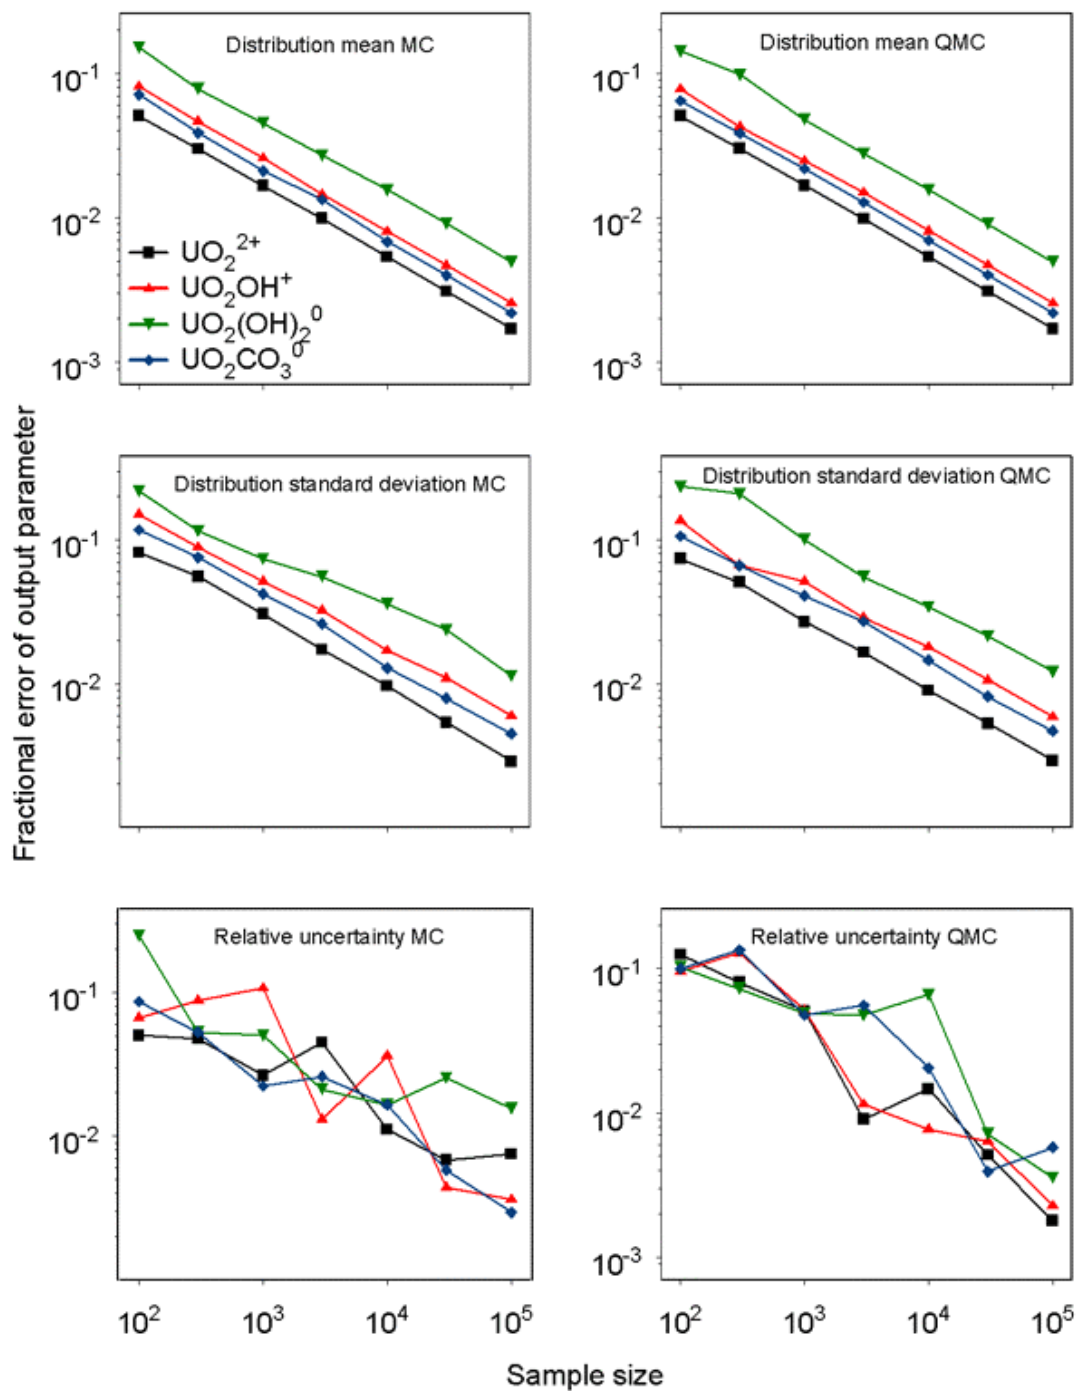 Distribution mean MC
Distribution mean QMC
10⁻¹
10⁻²
10⁻³
10⁻¹
10⁻²
10⁻³
UO₂²⁺
UO₂OH⁺
UO₂(OH)₂⁰
UO₂CO₃⁰
Fractional error of output parameter
Distribution standard deviation MC
Distribution standard deviation QMC
10⁻¹
10⁻²
10⁻¹
10⁻²
Relative uncertainty MC
Relative uncertainty QMC
10⁻¹
10⁻²
10⁻¹
10⁻²
10⁻³
10² 10³ 10⁴ 10⁵
10² 10³ 10⁴ 10⁵
Sample size